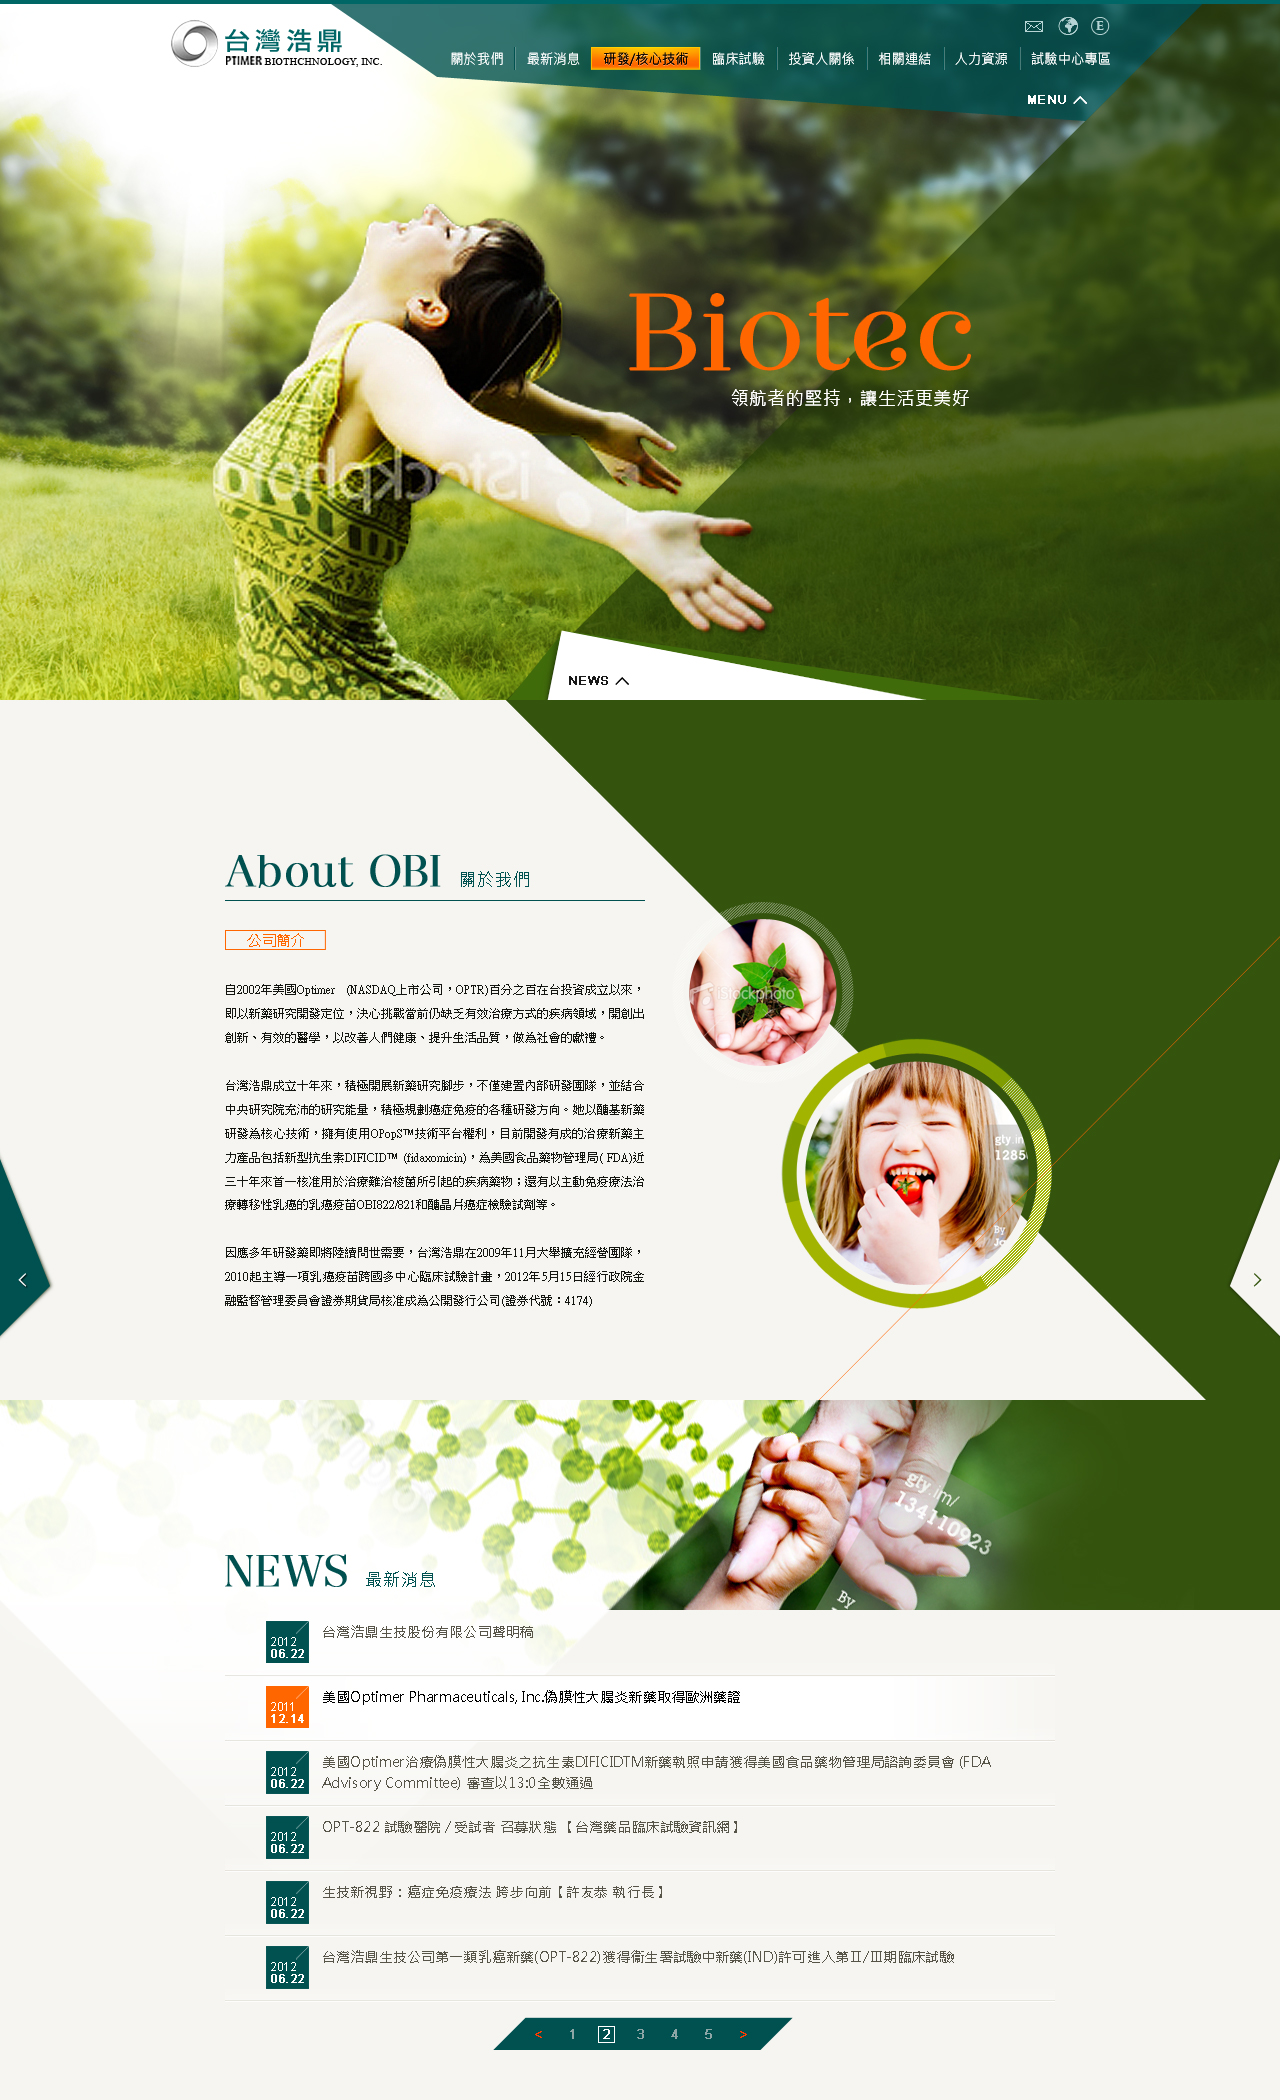 台灣浩鼎
PTIMER BIOTHCHNOLOGY, INC.
E
關於我們
最新消息
研發/核心技術
臨床試驗
投資人關係
相關連結
人力資源
試驗中心專區
MENU
Biotec
領航者的堅持，讓生活更美好
iStockphoto
NEWS
About OBI 關於我們
公司簡介
自2002年美國Optimer (NASDAQ上市公司，OPTR)百分之百在台投資成立以來，
即以新藥研究開發定位，決心挑戰當前仍缺乏有效治療方式的疾病領域，開創出
創新、有效的醫學，以改善人們健康、提升生活品質，做為社會的獻禮。
台灣浩鼎成立十年來，積極開展新藥研究腳步，不僅建置內部研發團隊，並結合
中央研究院充沛的研究能量，積極規劃癌症免疫的各種研發方向。她以醣基新藥
研發為核心技術，擁有使用OPopS™技術平台權利，目前開發有成的治療新藥主
力產品包括新型抗生素DIFICID™ (fidaxomicin)，為美國食品藥物管理局( FDA)近
三十年來首一核准用於治療難治梭菌所引起的疾病藥物；還有以主動免疫療法治
療轉移性乳癌的乳癌疫苗OBI822/821和醣晶片癌症檢驗試劑等。
因應多年研發藥即將陸續問世需要，台灣浩鼎在2009年11月大舉擴充經營團隊，
2010起主導一項乳癌疫苗跨國多中心臨床試驗計畫，2012年5月15日經行政院金
融監督管理委員會證券期貨局核准成為公開發行公司(證券代號：4174)
iStockphoto
gty.im/
134110923
By
NEWS 最新消息
2012
06.22
台灣浩鼎生技股份有限公司聲明稿
2011
12.14
美國Optimer Pharmaceuticals, Inc.偽膜性大腸炎新藥取得歐洲藥證
2012
06.22
美國Optimer治療偽膜性大腸炎之抗生素DIFICIDTM新藥執照申請獲得美國食品藥物管理局諮詢委員會 (FDA
Advisory Committee) 審查以13:0全數通過
2012
06.22
OPT-822 試驗醫院 / 受試者 召募狀態 【台灣藥品臨床試驗資訊網】
2012
06.22
生技新視野：癌症免疫療法 跨步向前【許友恭 執行長】
2012
06.22
台灣浩鼎生技公司第一類乳癌新藥(OPT-822)獲得衛生署試驗中新藥(IND)許可進入第II/III期臨床試驗
< 1 2 3 4 5 >